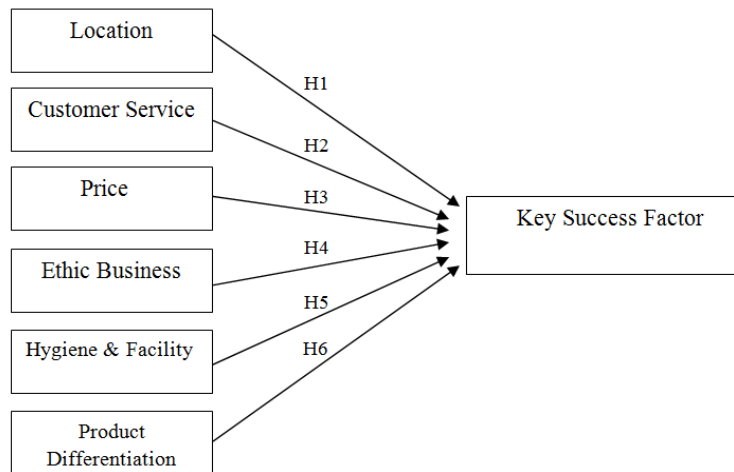 Location
H1
Customer Service
H2
Price
H3
Key Success Factor
Ethic Business
H4
Hygiene & Facility
H5
H6
Product
Differentiation